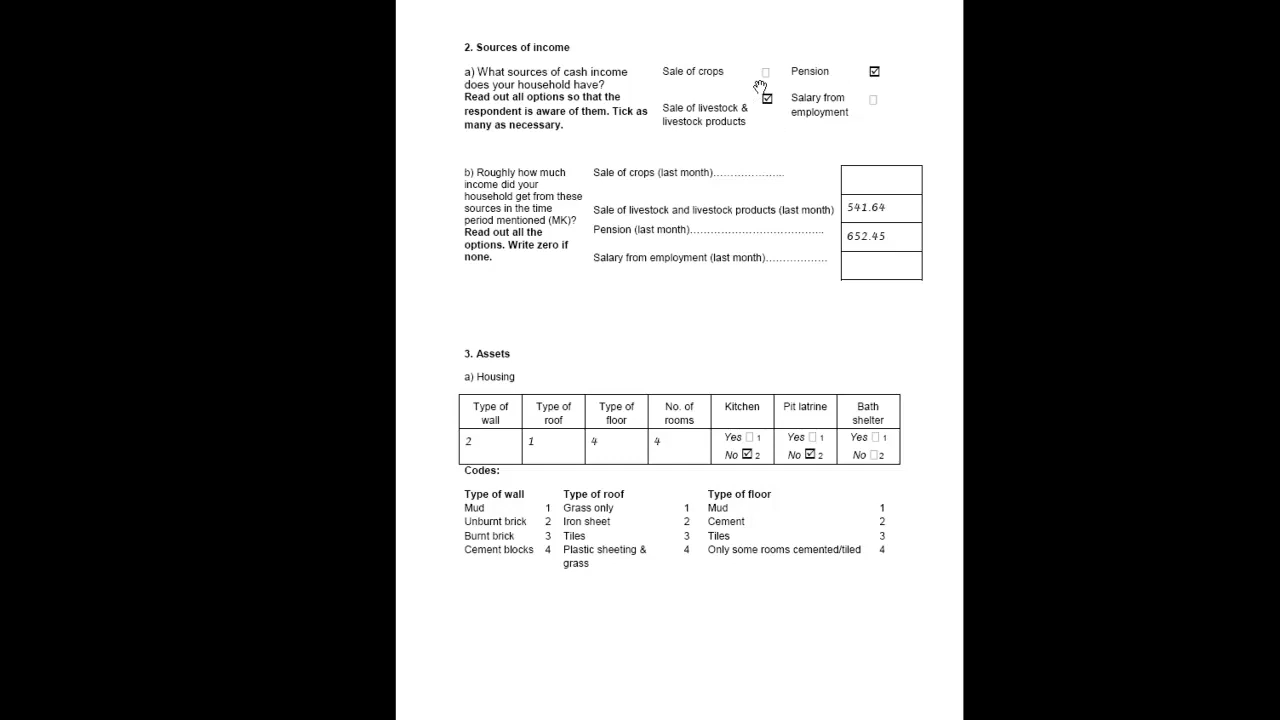 2. Sources of income
a) What sources of cash income
does your household have?
Read out all options so that the
respondent is aware of them. Tick as
many as necessary.
Sale of crops ☐ Pension ☑
Sale of livestock &
livestock products ☑ Salary from
employment ☐
b) Roughly how much
income did your
household get from these
sources in the time
period mentioned (MK)?
Read out all the
options. Write zero if
none.
Sale of crops (last month)…………………
Sale of livestock and livestock products (last month) 541.64
Pension (last month)……………………………….. 652.45
Salary from employment (last month)………………
3. Assets
a) Housing
Type of wall Type of roof Type of floor No. of rooms Kitchen Pit latrine Bath shelter
2 1 4 4 Yes ☐ 1 Yes ☐ 1 Yes ☐ 1
No ☑ 2 No ☑ 2 No ☐ 2
Codes:
Type of wall Type of roof Type of floor
Mud 1 Grass only 1 Mud 1
Unburnt brick 2 Iron sheet 2 Cement 2
Burnt brick 3 Tiles 3 Tiles 3
Cement blocks 4 Plastic sheeting & 4 Only some rooms cemented/tiled 4
grass